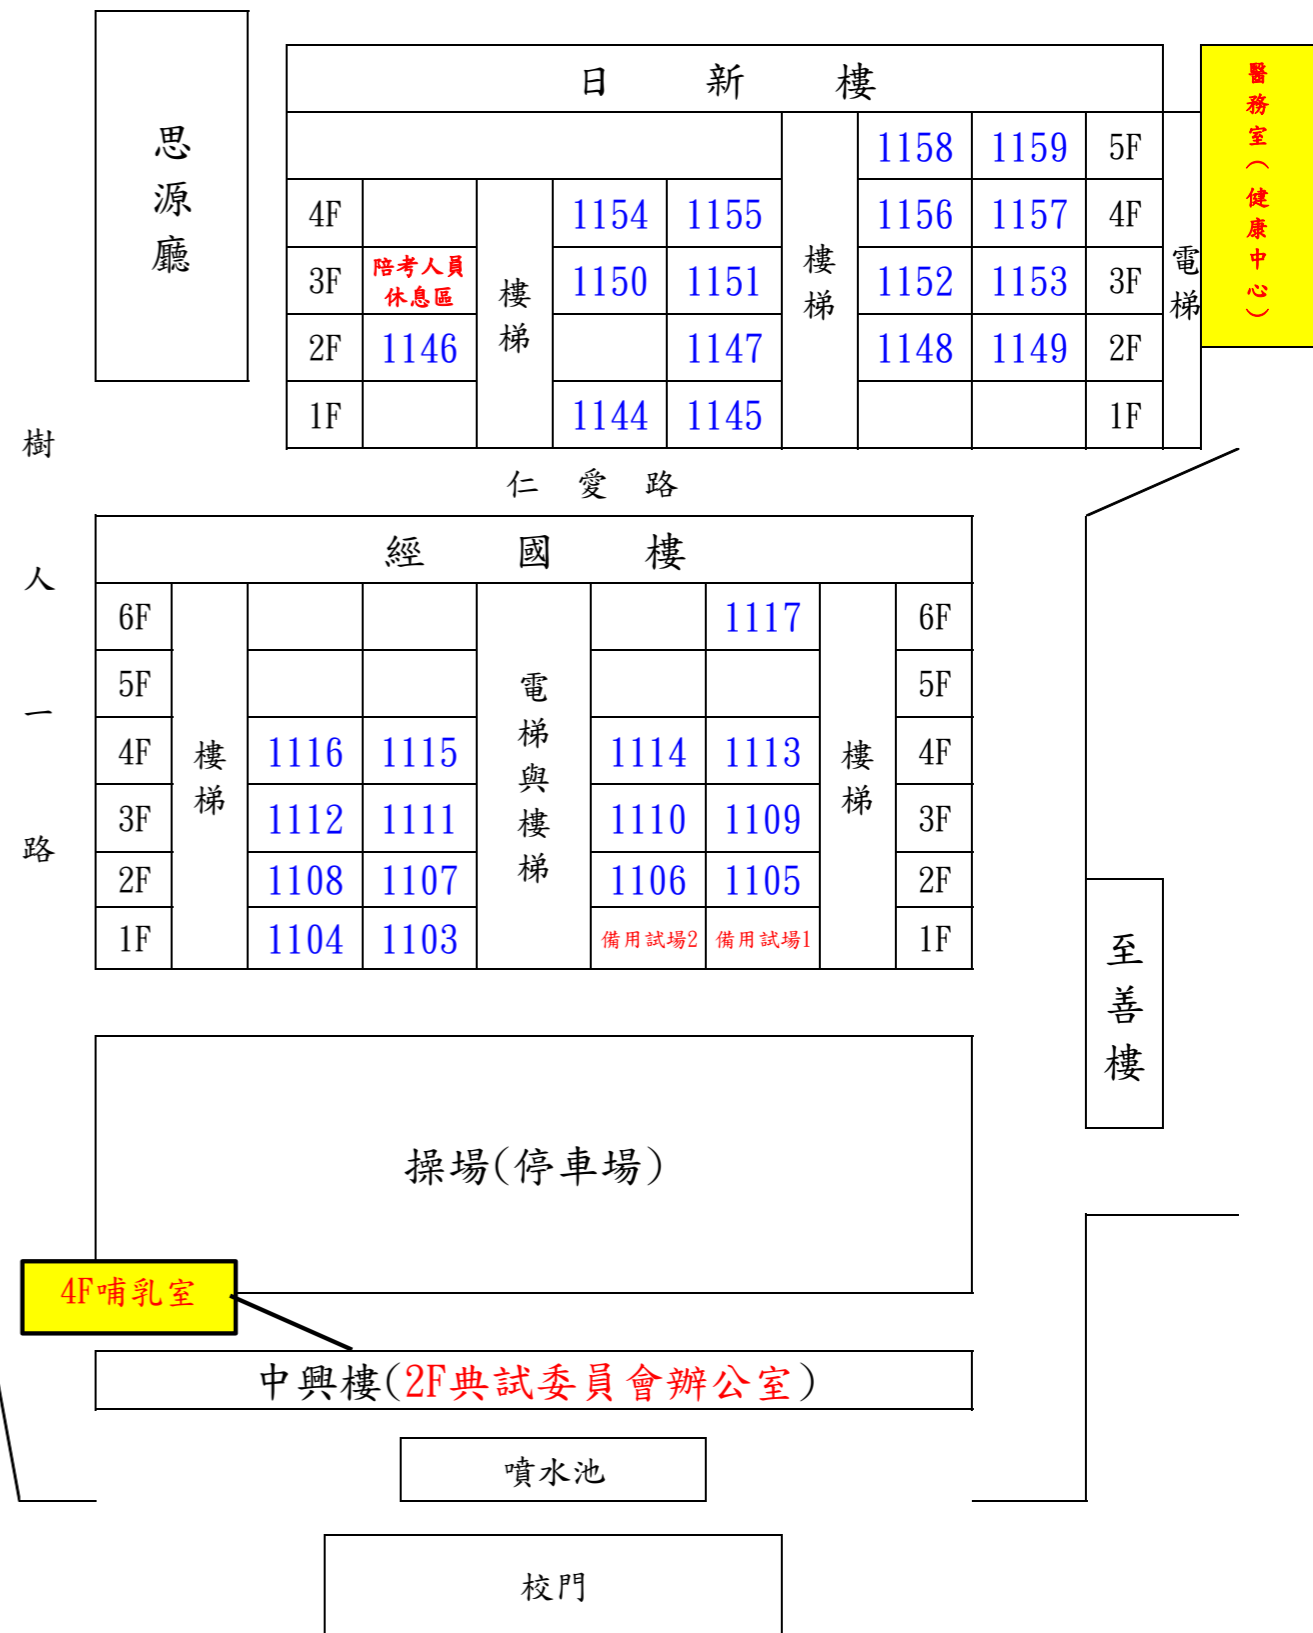 思源廳
日新樓
醫務室(健康中心)
1158 1159 5F
4F 1154 1155 1156 1157 4F
3F 陪考人員休息區 1150 1151 1152 1153 3F
2F 1146 1147 1148 1149 2F
1F 1144 1145 1F
樓梯
樓梯
電梯
仁愛路
樹人一路
經國樓
6F 1117 6F
5F 5F
4F 1116 1115 1114 1113 4F
3F 1112 1111 1110 1109 3F
2F 1108 1107 1106 1105 2F
1F 1104 1103 備用試場2 備用試場1 1F
樓梯
電梯與樓梯
樓梯
至善樓
操場(停車場)
4F哺乳室
中興樓(2F典試委員會辦公室)
噴水池
校門